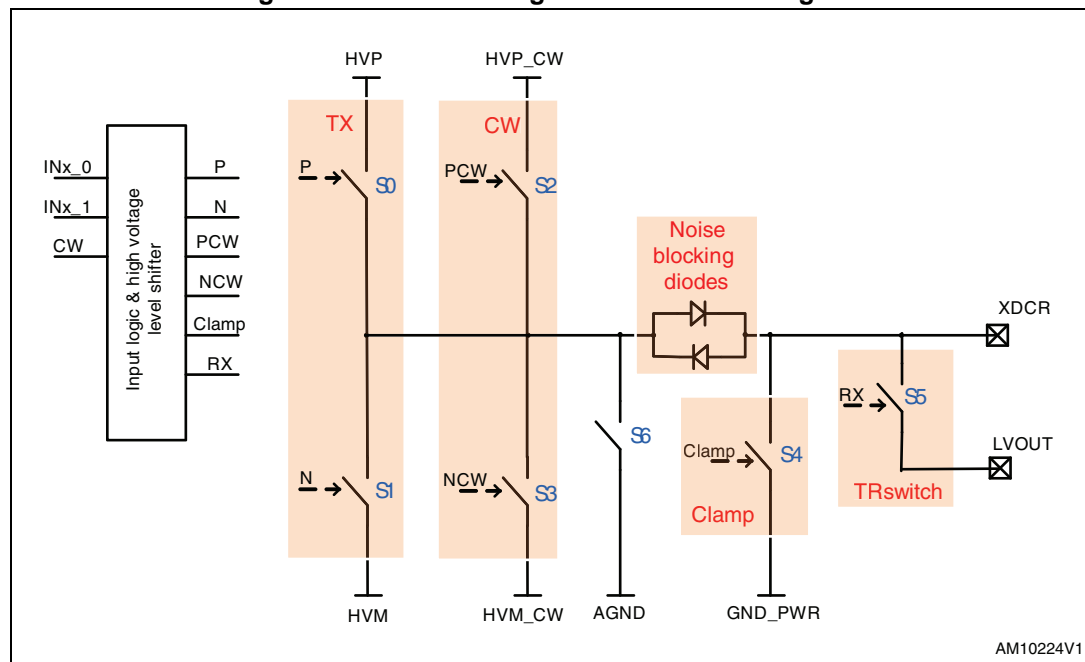 HVP
HVP_CW
TX
CW
P
S0
PCW
S2
INx_0
INx_1
CW
Input logic & high voltage
level shifter
P
N
PCW
NCW
Clamp
RX
Noise
blocking
diodes
XDCR
RX
S5
LVOUT
TRswitch
S6
Clamp
S4
Clamp
N
S1
NCW
S3
HVM
HVM_CW
AGND
GND_PWR
AM10224V1